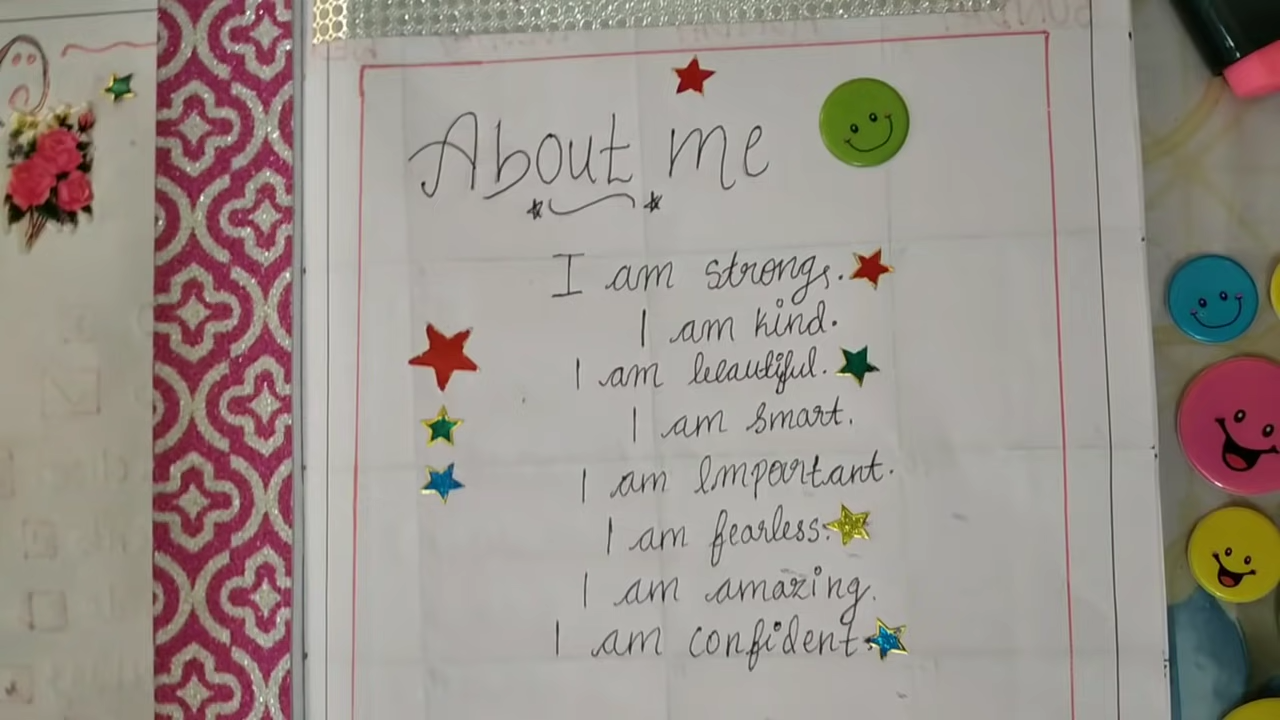 About me
I am strong.
I am kind.
I am beautiful.
I am smart.
I am Important.
I am fearless.
I am amazing.
I am confident.